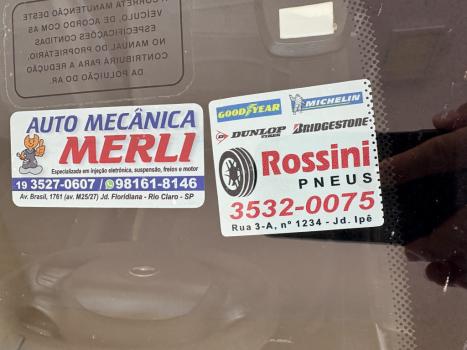 A CORRETA MANUTENÇÃO DESTE
VEÍCULO, DE ACORDO COM AS
ESPECIFICAÇÕES CONTIDAS
NO MANUAL DO PROPRIETÁRIO,
CONTRIBUIRÁ PARA A REDUÇÃO
DA POLUIÇÃO DO AR.
AUTO MECÂNICA
MERLI
Especializada em injeção eletrônica, suspensão, freios e motor
19 3527-0607 / 98161-8146
Av. Brasil, 1761 (av. M25/27) Jd. Floridiana - Rio Claro - SP
GOODYEAR MICHELIN
DUNLOP TYRES BRIDGESTONE
Rossini
PNEUS
3532-0075
Rua 3-A, nº 1234 - Jd. Ipê